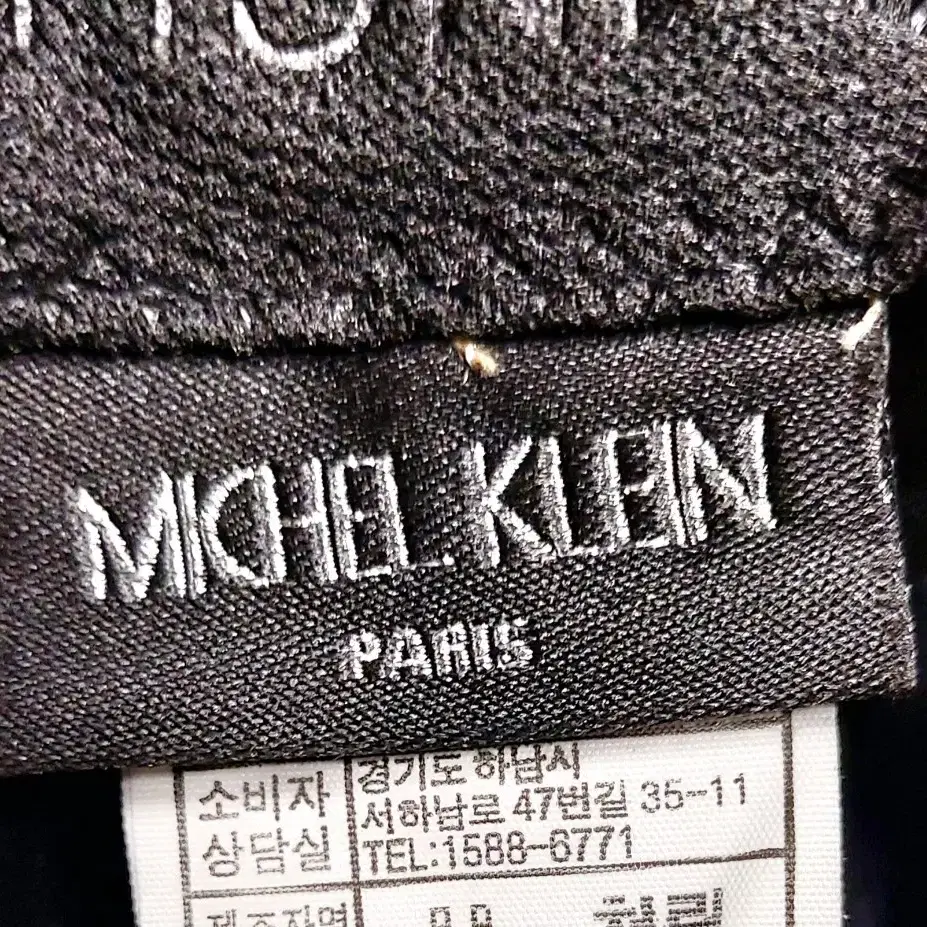 MICHEL KLEIN
PARIS
소비자
상담실
경기도 하남시
서하남로 47번길 35-11
TEL:1588-6771